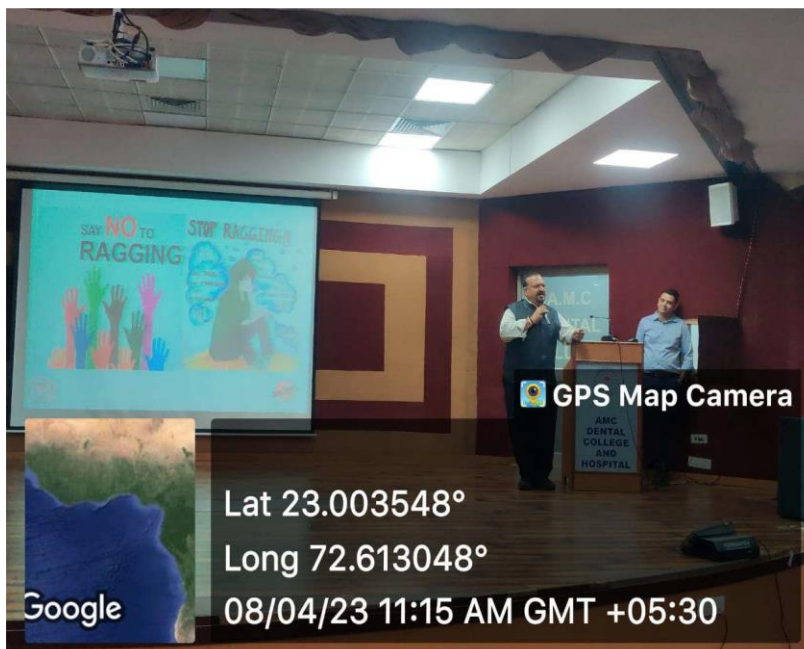 SAY NO TO
RAGGING
STOP RAGGING!!
A.M.C
DENTAL
GPS Map Camera
AMC
DENTAL
COLLEGE
AND
HOSPITAL
Lat 23.003548°
Long 72.613048°
08/04/23 11:15 AM GMT +05:30
Google